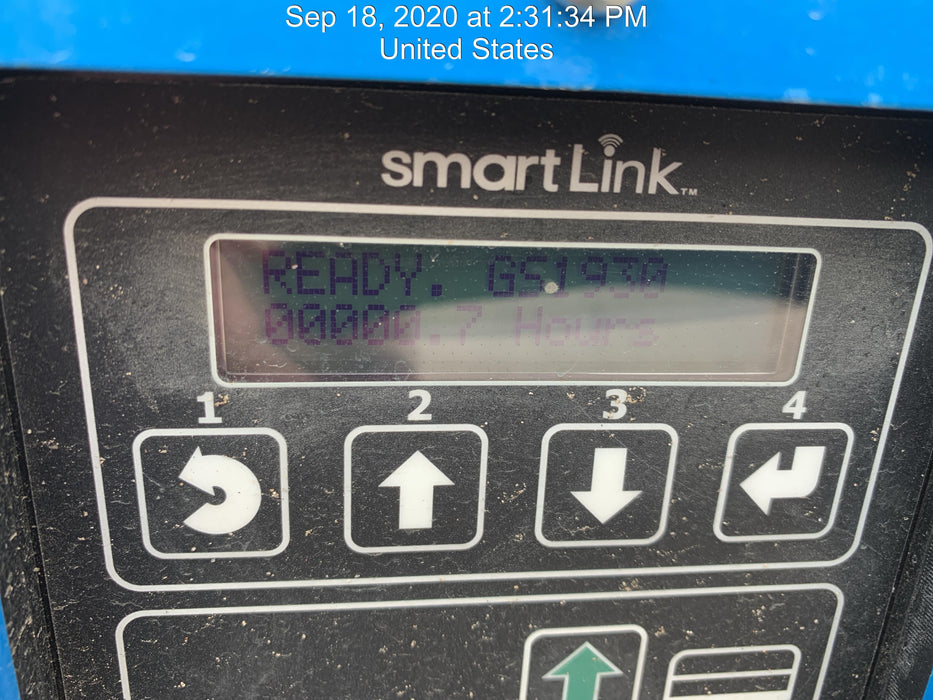 Sep 18, 2020 at 2:31:34 PM
United States
smartLink™
READY. GS1930
00000.7 Hours
1 2 3 4